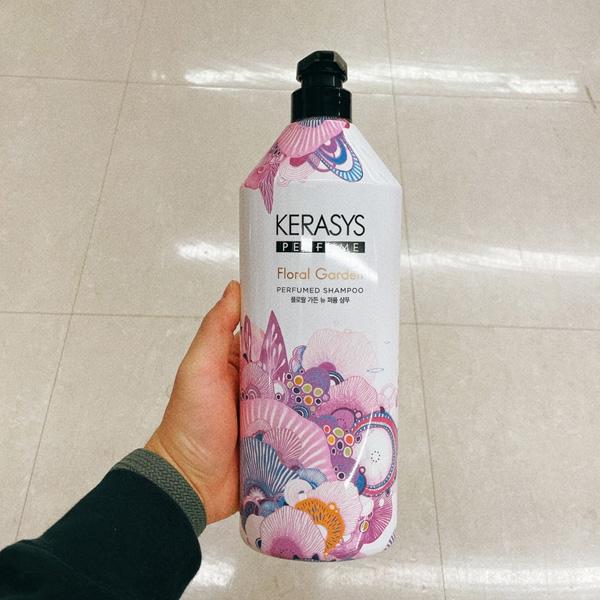 KERASYS
PERFUME
Floral Garden
PERFUMED SHAMPOO
플로랄 가든 뉴 퍼퓸 샴푸